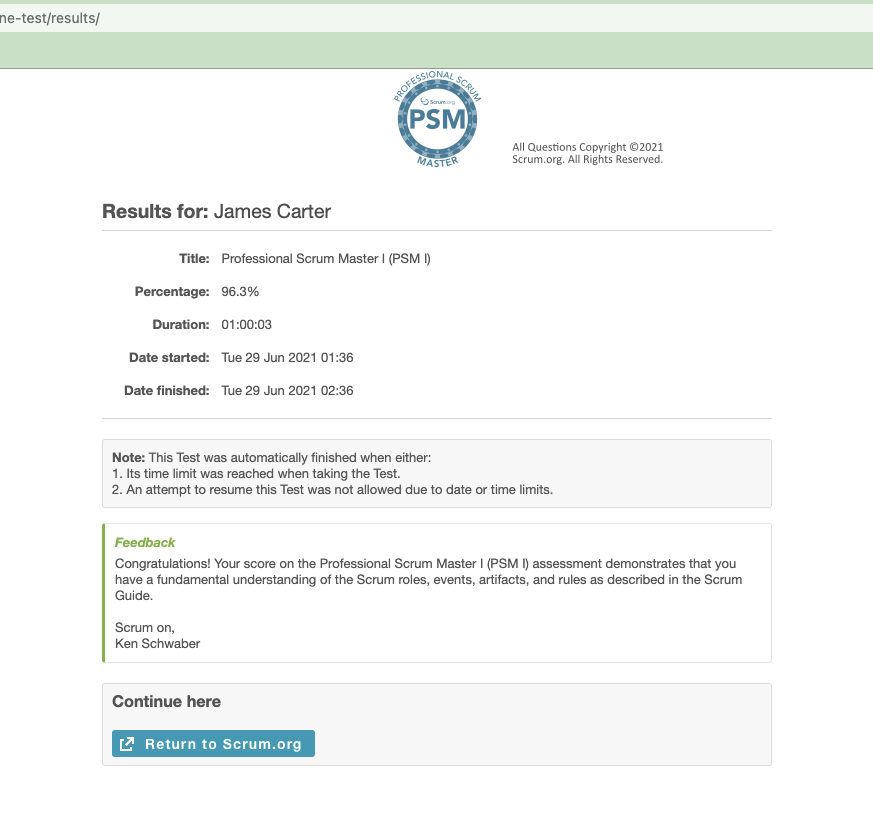 ne-test/results/
PROFESSIONAL SCRUM
Scrum.org
PSM
MASTER
All Questions Copyright ©2021
Scrum.org. All Rights Reserved.
Results for: James Carter
Title: Professional Scrum Master I (PSM I)
Percentage: 96.3%
Duration: 01:00:03
Date started: Tue 29 Jun 2021 01:36
Date finished: Tue 29 Jun 2021 02:36
Note: This Test was automatically finished when either:
1. Its time limit was reached when taking the Test.
2. An attempt to resume this Test was not allowed due to date or time limits.
Feedback
Congratulations! Your score on the Professional Scrum Master I (PSM I) assessment demonstrates that you
have a fundamental understanding of the Scrum roles, events, artifacts, and rules as described in the Scrum
Guide.
Scrum on,
Ken Schwaber
Continue here
Return to Scrum.org